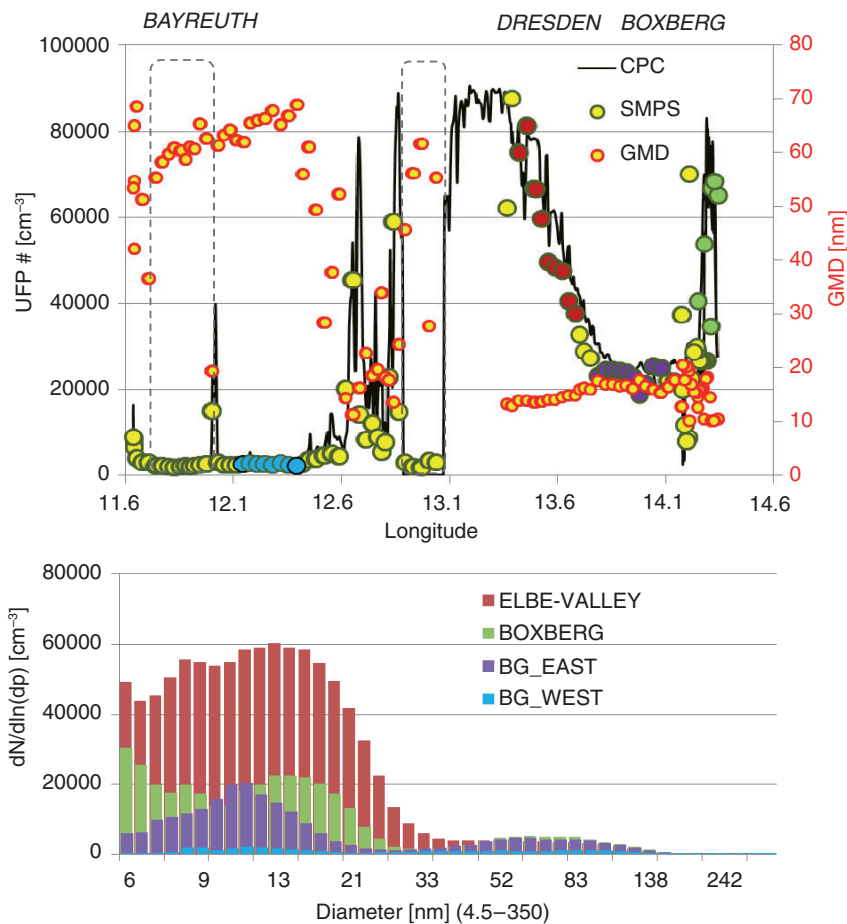 BAYREUTH DRESDEN BOXBERG
100000 80
CPC
80000 70
SMPS
GMD 60
60000 50
UFP # [cm⁻³] GMD [nm]
40
40000 30
20000 20
10
0 0
11.6 12.1 12.6 13.1 13.6 14.1 14.6
Longitude
80000
ELBE-VALLEY
BOXBERG
60000
BG_EAST
BG_WEST
dN/dln(dp) [cm⁻³]
40000
20000
0
6 9 13 21 33 52 83 138 242
Diameter [nm] (4.5–350)